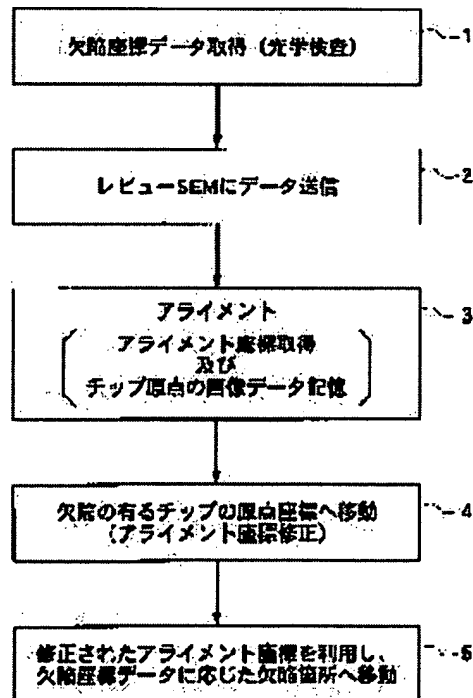 欠陥座標データ取得（光学検査）
1
レビューSEMにデータ送信
2
アライメント
アライメント座標取得
及び
チップ原点の画像データ記憶
3
欠陥の有るチップの原点座標へ移動
（アライメント座標修正）
4
修正されたアライメント座標を利用し、
欠陥座標データに応じた欠陥個所へ移動
5